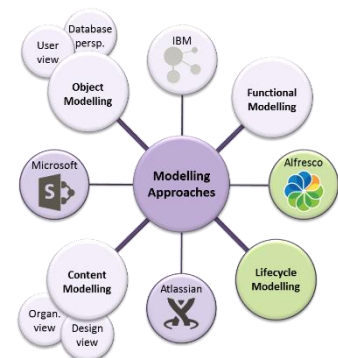 Database
persp.
User
view
IBM
Object
Modelling
Functional
Modelling
Microsoft
S
Modelling
Approaches
Alfresco
Content
Modelling
Organ.
view
Design
view
Atlassian
Lifecycle
Modelling